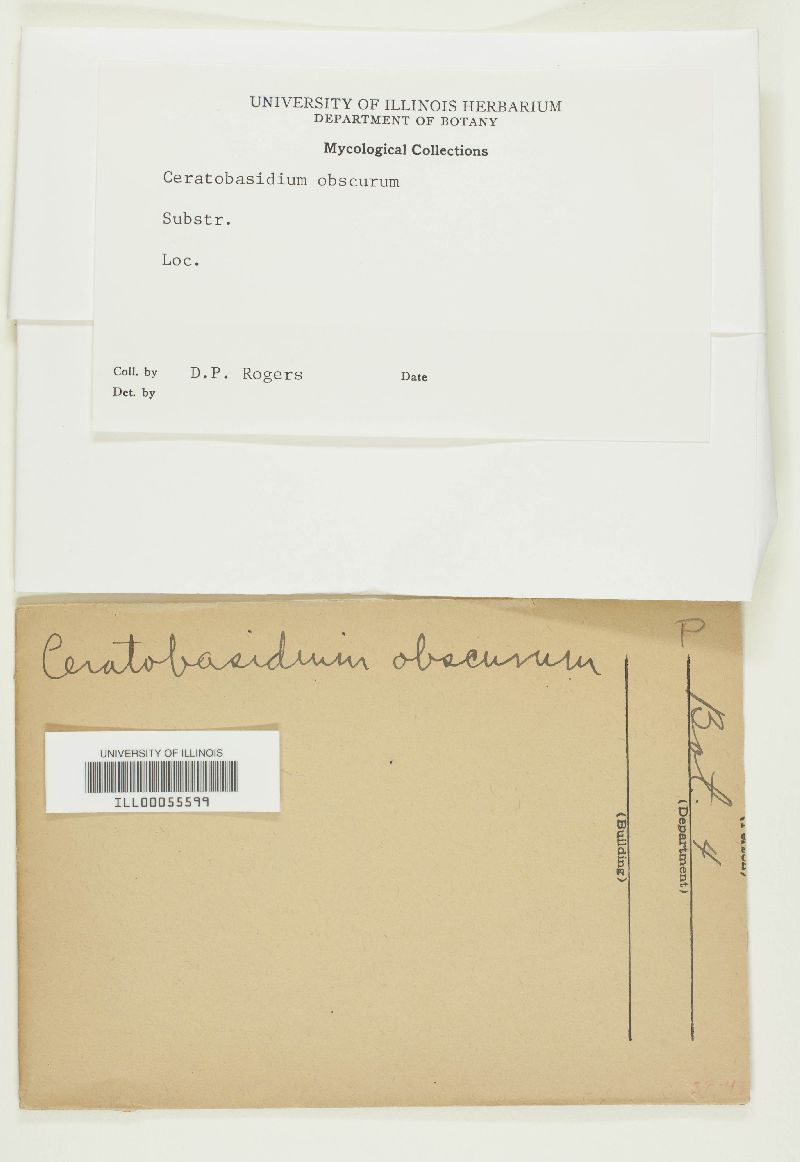 UNIVERSITY OF ILLINOIS HERBARIUM
DEPARTMENT OF BOTANY
Mycological Collections
Ceratobasidium obscurum
Substr.
Loc.
Coll. by D.P. Rogers Date
Det. by
Ceratobasidium obscurum
P
Bot. 4
(Department)
(Building)
UNIVERSITY OF ILLINOIS
ILL00055599